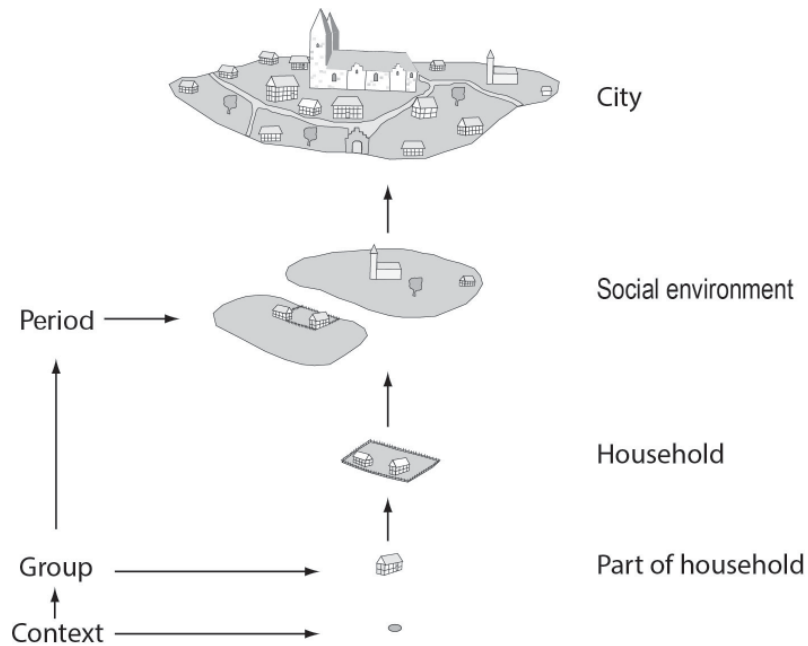 City
Social environment
Period
Household
Group
Part of household
Context